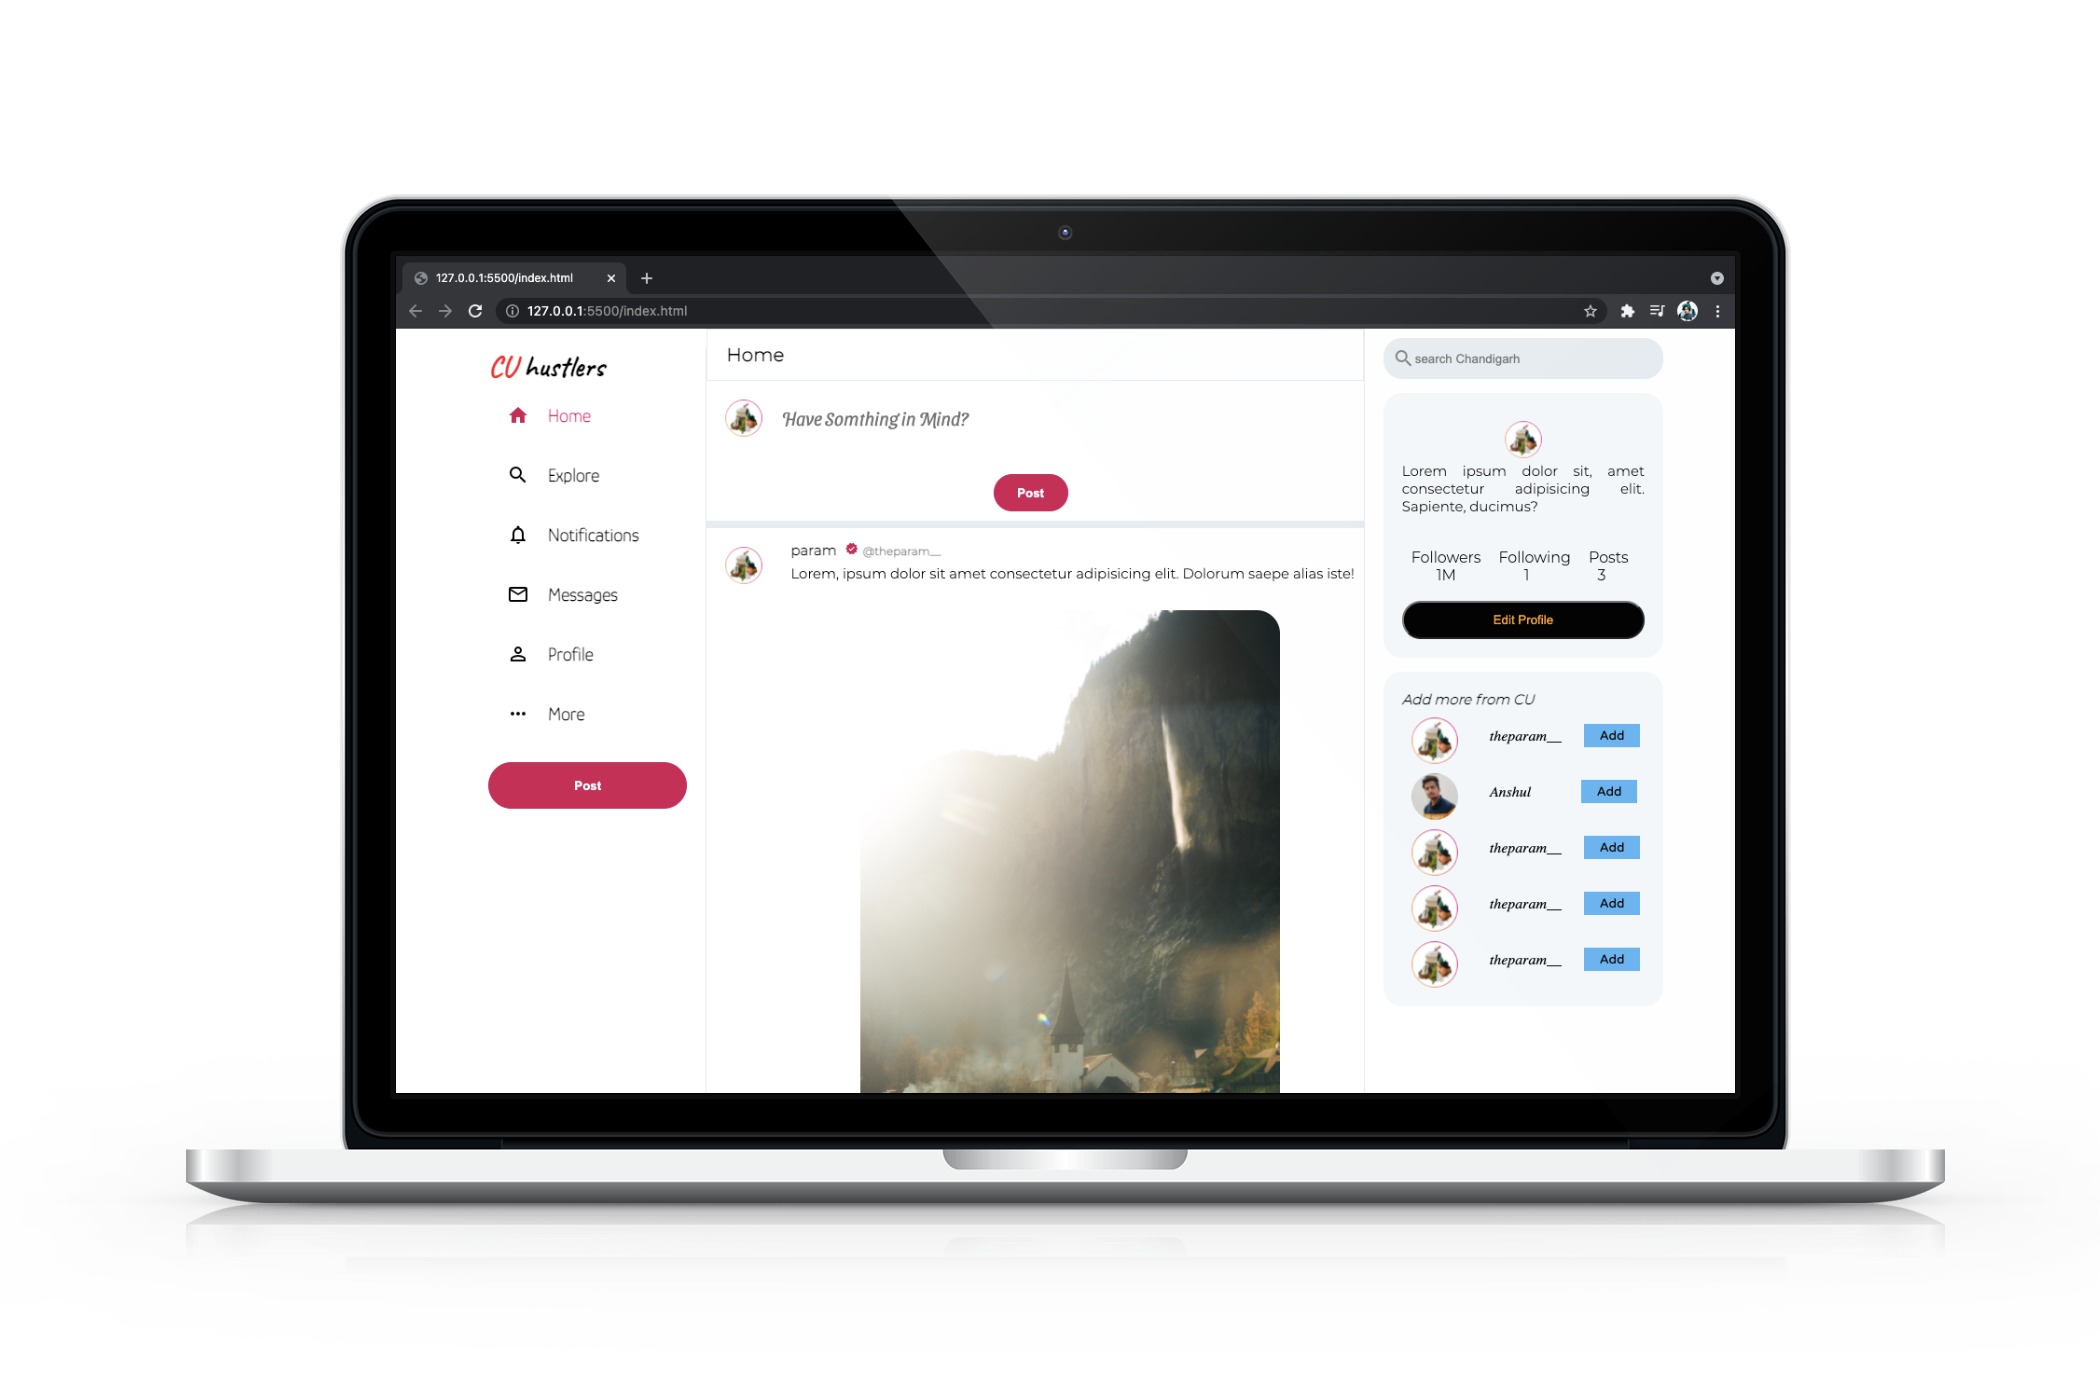 127.0.0.1:5500/index.html
127.0.0.1:5500/index.html
CU hustlers
Home
Explore
Notifications
Messages
Profile
More
Post
Home
Have Somthing in Mind?
Post
param @theparam__
Lorem, ipsum dolor sit amet consectetur adipisicing elit. Dolorum saepe alias iste!
search Chandigarh
Lorem ipsum dolor sit, amet
consectetur adipisicing elit.
Sapiente, ducimus?
Followers Following Posts
1M 1 3
Edit Profile
Add more from CU
theparam__ Add
Anshul Add
theparam__ Add
theparam__ Add
theparam__ Add